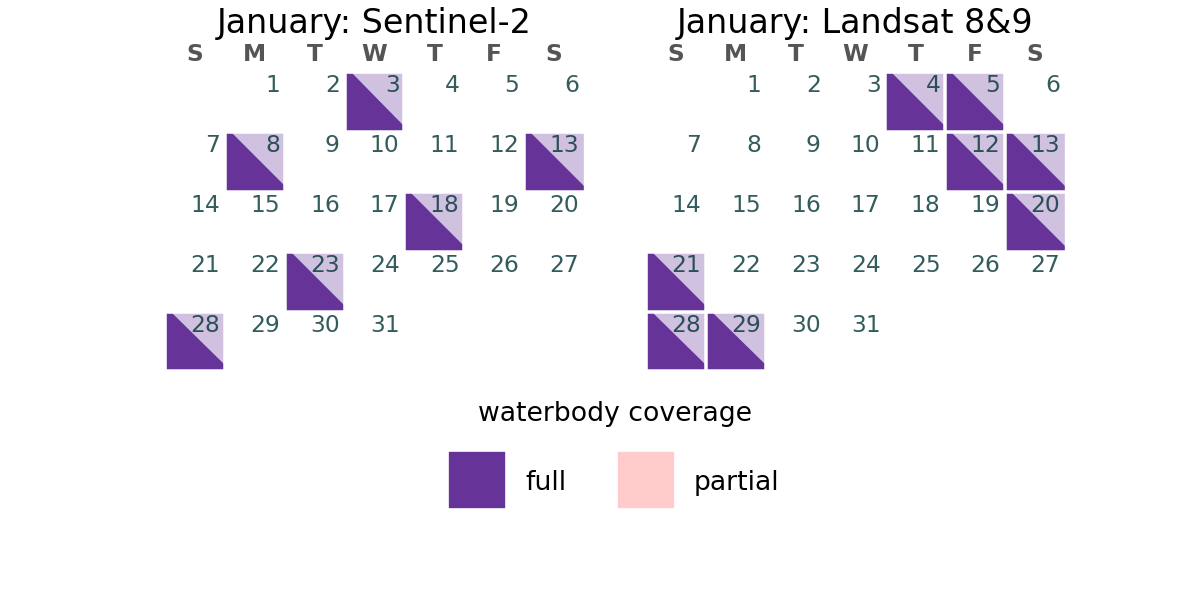 January: Sentinel-2
S M T W T F S
1 2 3 4 5 6
7 8 9 10 11 12 13
14 15 16 17 18 19 20
21 22 23 24 25 26 27
28 29 30 31
January: Landsat 8&9
S M T W T F S
1 2 3 4 5 6
7 8 9 10 11 12 13
14 15 16 17 18 19 20
21 22 23 24 25 26 27
28 29 30 31
waterbody coverage
full partial